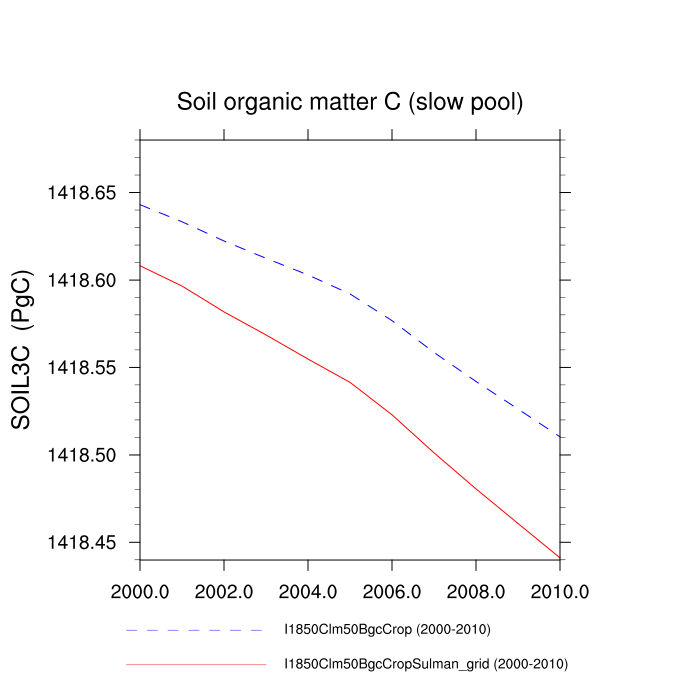 Soil organic matter C (slow pool)
SOIL3C (PgC)
1418.65
1418.60
1418.55
1418.50
1418.45
2000.0 2002.0 2004.0 2006.0 2008.0 2010.0
I1850Clm50BgcCrop (2000-2010)
I1850Clm50BgcCropSulman_grid (2000-2010)